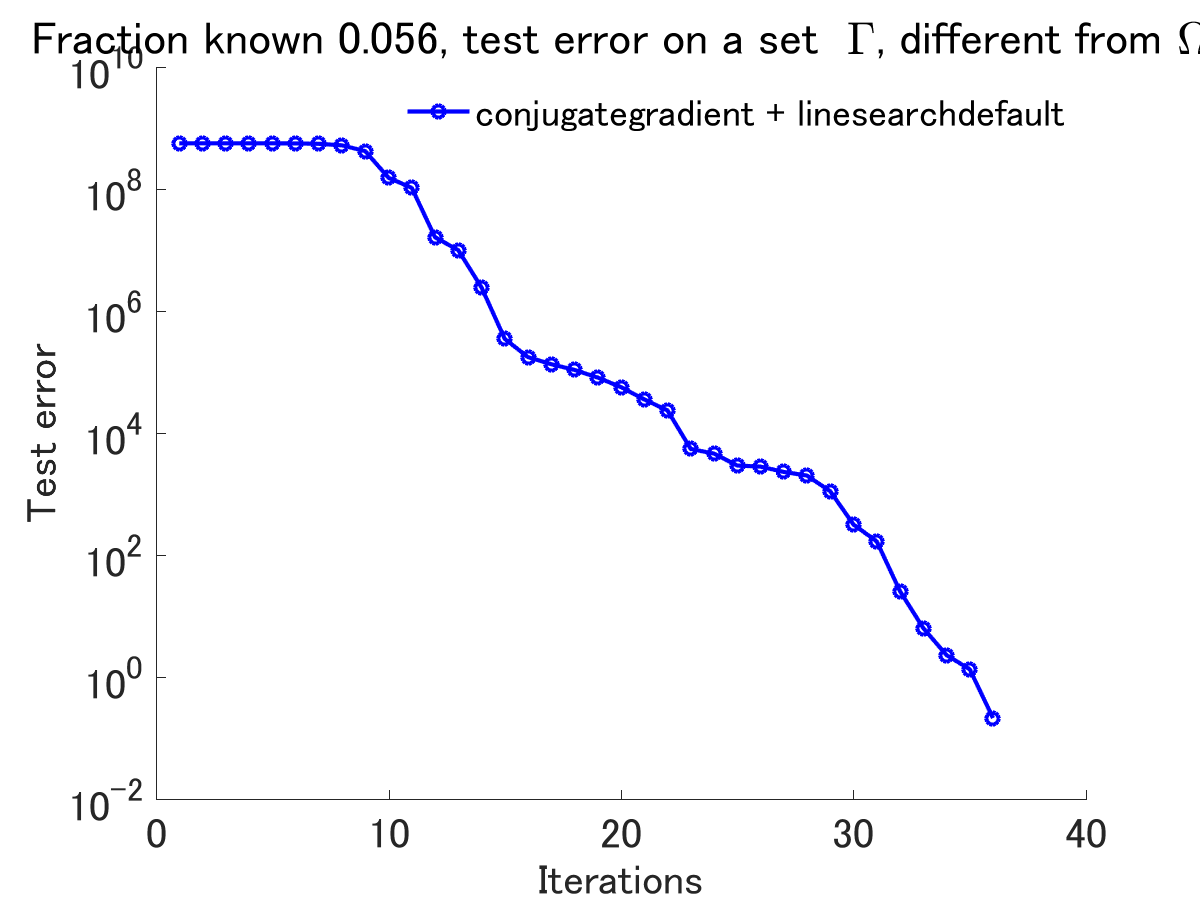 Fraction known 0.056, test error on a set Γ, different from Ω
10^10
conjugategradient + linesearchdefault
10^8
10^6
10^4
10^2
10^0
10^−2
Test error
0 10 20 30 40
Iterations